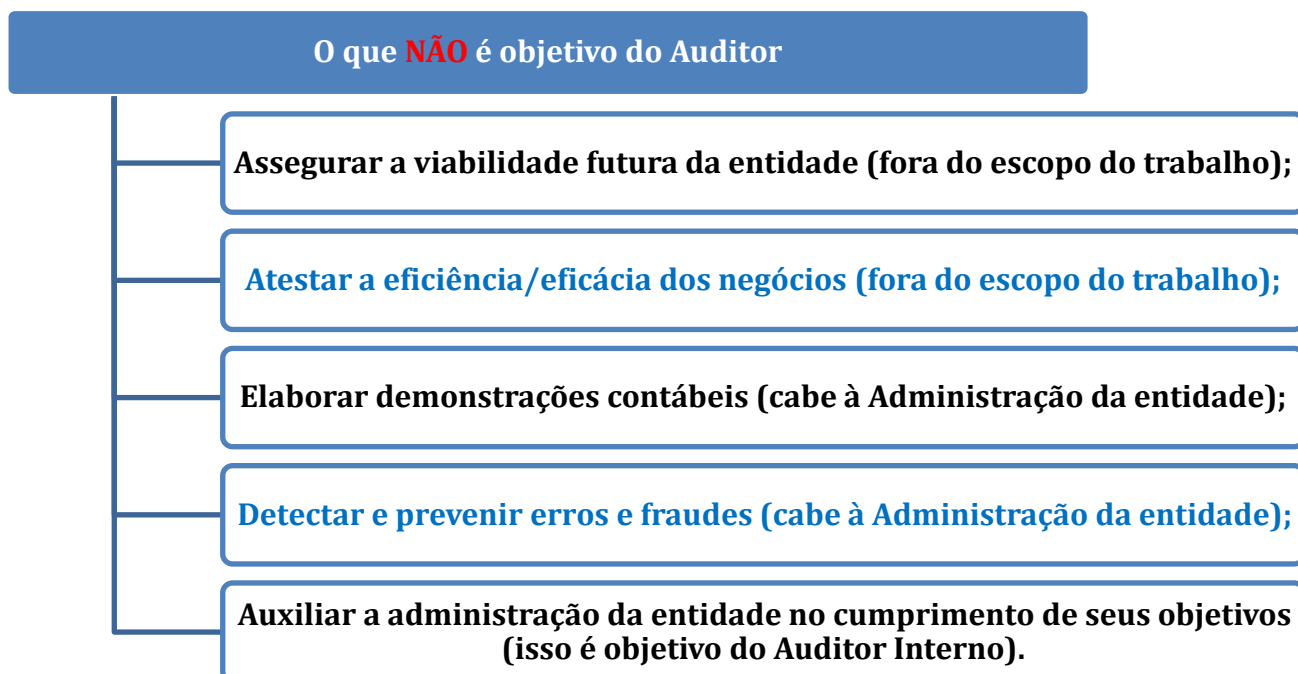 O que NÃO é objetivo do Auditor
Assegurar a viabilidade futura da entidade (fora do escopo do trabalho);
Atestar a eficiência/eficácia dos negócios (fora do escopo do trabalho);
Elaborar demonstrações contábeis (cabe à Administração da entidade);
Detectar e prevenir erros e fraudes (cabe à Administração da entidade);
Auxiliar a administração da entidade no cumprimento de seus objetivos
(isso é objetivo do Auditor Interno).